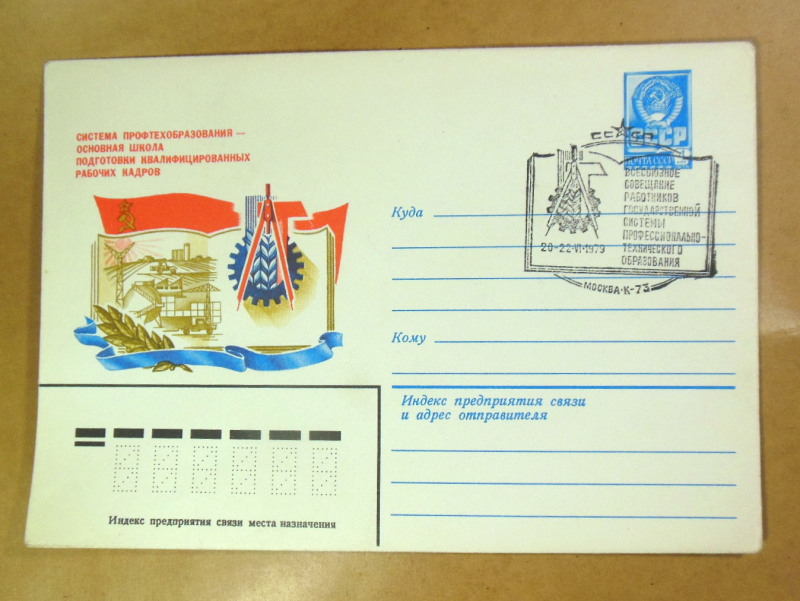 СИСТЕМА ПРОФТЕХОБРАЗОВАНИЯ —
ОСНОВНАЯ ШКОЛА
ПОДГОТОВКИ КВАЛИФИЦИРОВАННЫХ
РАБОЧИХ КАДРОВ
СССР
ПОЧТА СССР
СССР
ВСЕСОЮЗНОЕ
СОВЕЩАНИЕ
РАБОТНИКОВ
ГОСУДАРСТВЕННОЙ
СИСТЕМЫ
ПРОФЕССИОНАЛЬНО-
ТЕХНИЧЕСКОГО
ОБРАЗОВАНИЯ
20-22·VI·1979
МОСКВА-К-73
Куда
Кому
Индекс предприятия связи
и адрес отправителя
Индекс предприятия связи места назначения